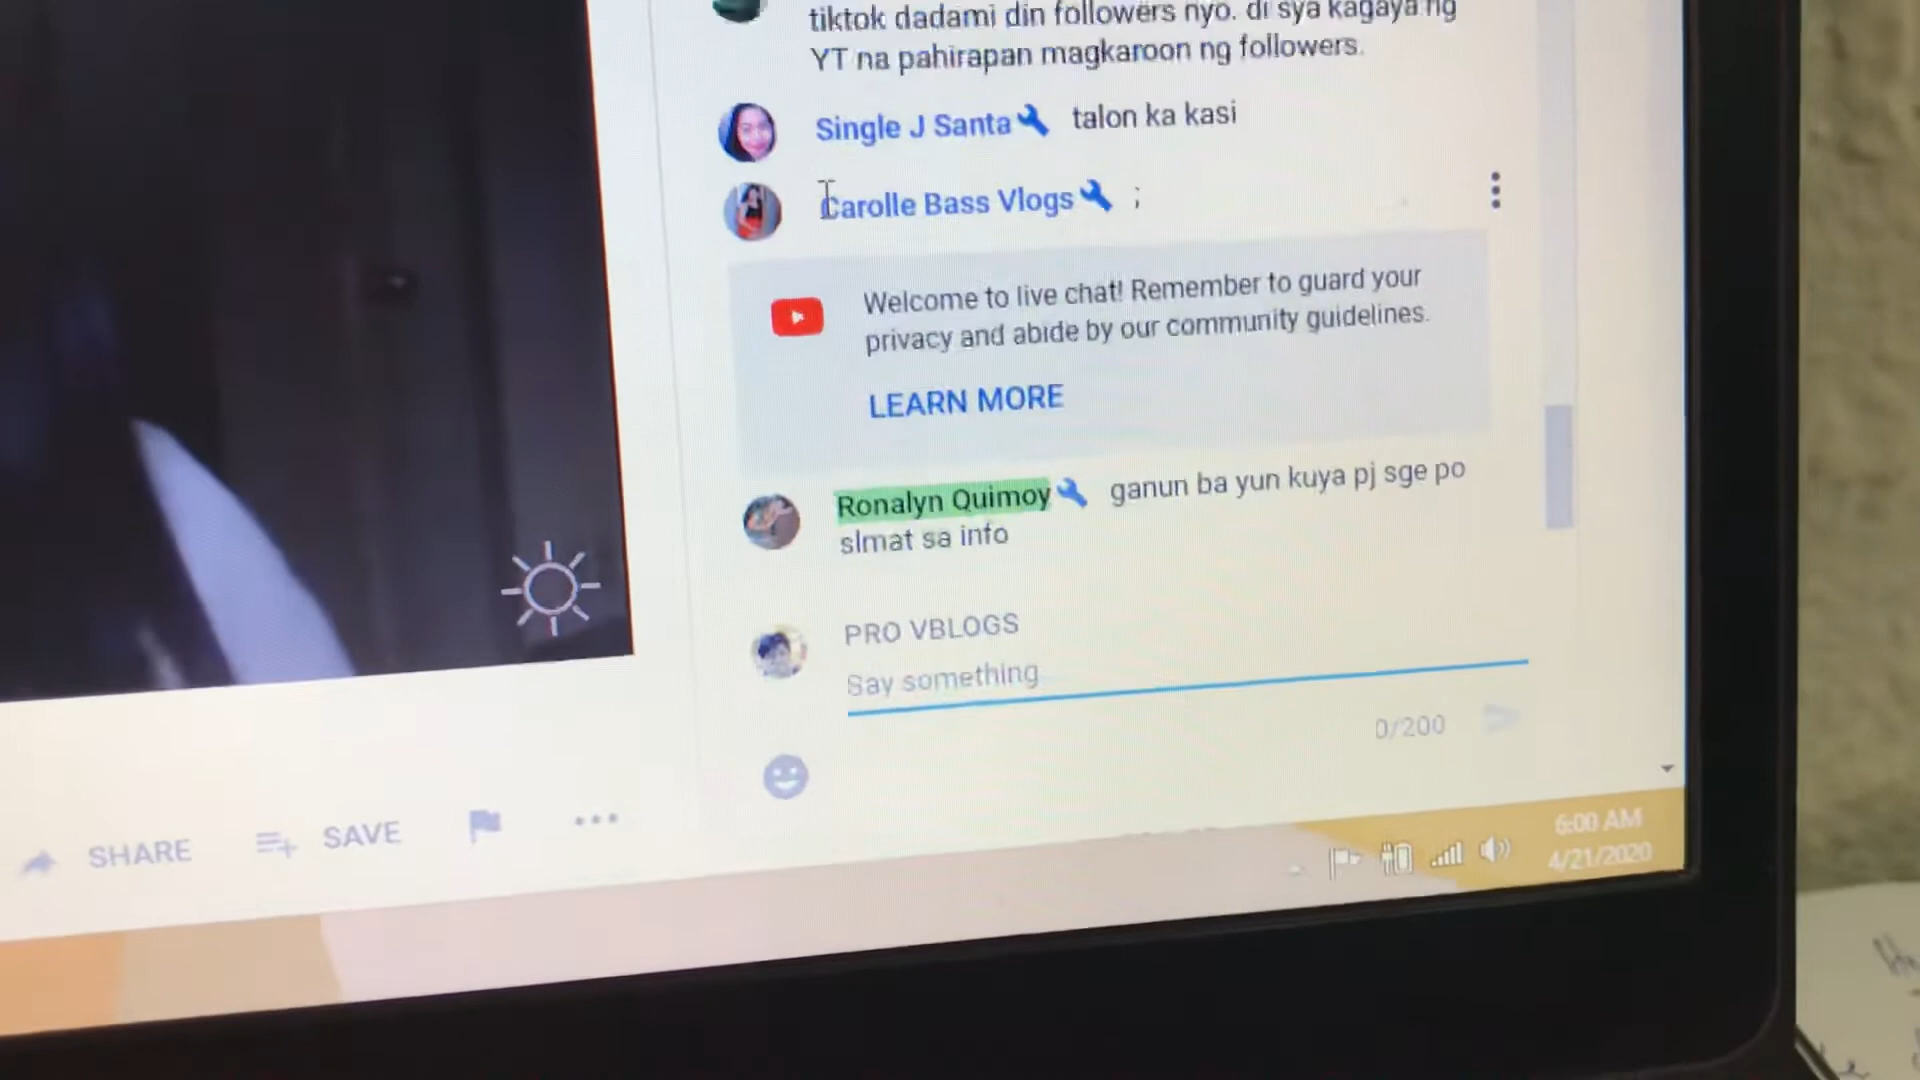 tiktok dadami din followers nyo. di sya kagaya ng
YT na pahirapan magkaroon ng followers.
Single J Santa talon ka kasi
Carolle Bass Vlogs ;
Welcome to live chat! Remember to guard your
privacy and abide by our community guidelines.
LEARN MORE
Ronalyn Quimoy ganun ba yun kuya pj sge po
slmat sa info
PRO VBLOGS
Say something
0/200
SHARE SAVE
6:00 AM
4/21/2020